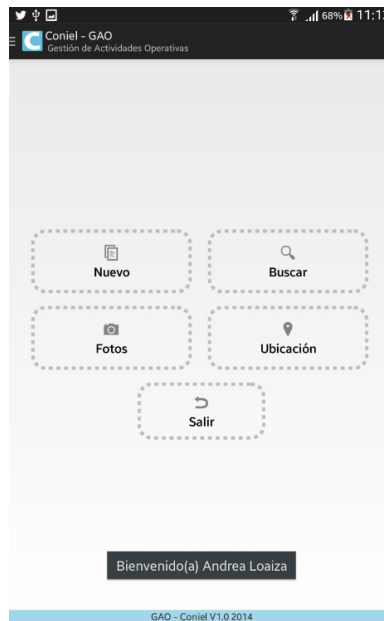 68% 11:1
Coniel - GAO
Gestión de Actividades Operativas
Nuevo
Buscar
Fotos
Ubicación
Salir
Bienvenido(a) Andrea Loaiza
GAO - Coniel V1.0 2014